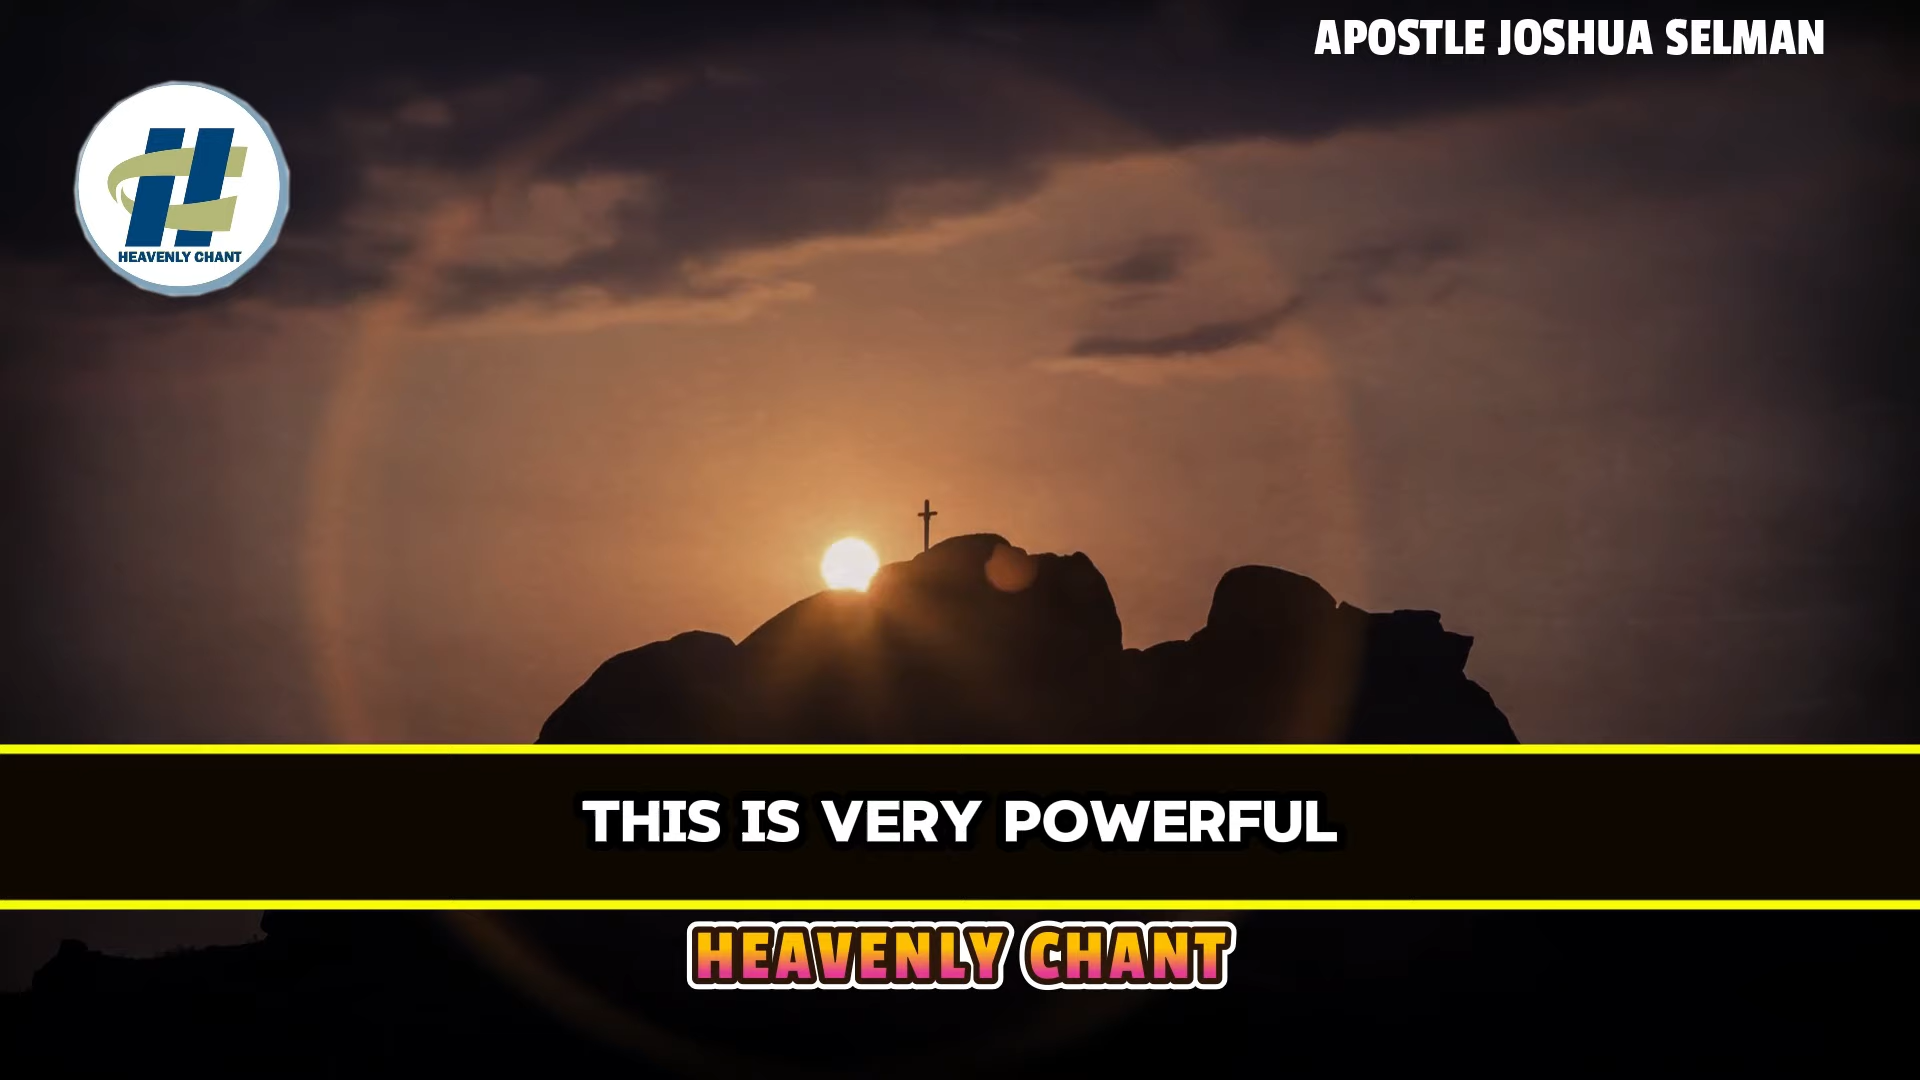 APOSTLE JOSHUA SELMAN
HEAVENLY CHANT
THIS IS VERY POWERFUL
HEAVENLY CHANT